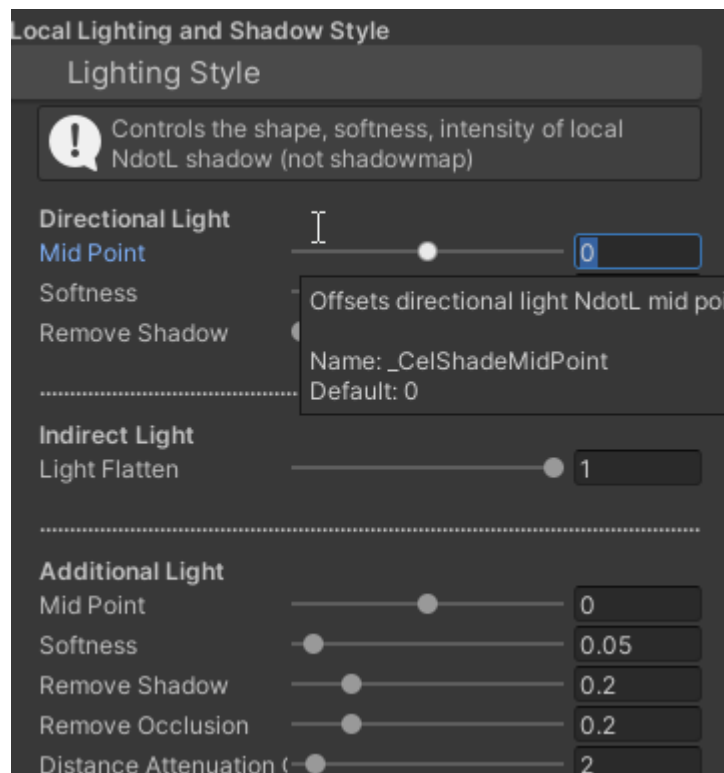 Local Lighting and Shadow Style
Lighting Style
Controls the shape, softness, intensity of local
NdotL shadow (not shadowmap)
Directional Light
Mid Point 0
Softness
Offsets directional light NdotL mid
Remove Shadow
Name: _CelShadeMidPoint
Default: 0
Indirect Light
Light Flatten 1
Additional Light
Mid Point 0
Softness 0.05
Remove Shadow 0.2
Remove Occlusion 0.2
Distance Attenuation 2